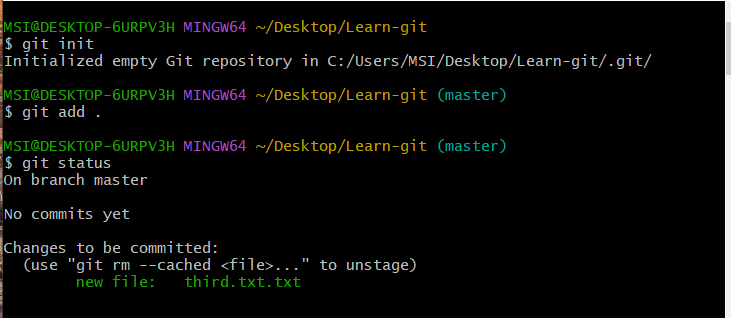 MSI@DESKTOP-6URPV3H MINGW64 ~/Desktop/Learn-git
$ git init
Initialized empty Git repository in C:/Users/MSI/Desktop/Learn-git/.git/
MSI@DESKTOP-6URPV3H MINGW64 ~/Desktop/Learn-git (master)
$ git add .
MSI@DESKTOP-6URPV3H MINGW64 ~/Desktop/Learn-git (master)
$ git status
On branch master
No commits yet
Changes to be committed:
(use "git rm --cached <file>..." to unstage)
new file: third.txt.txt